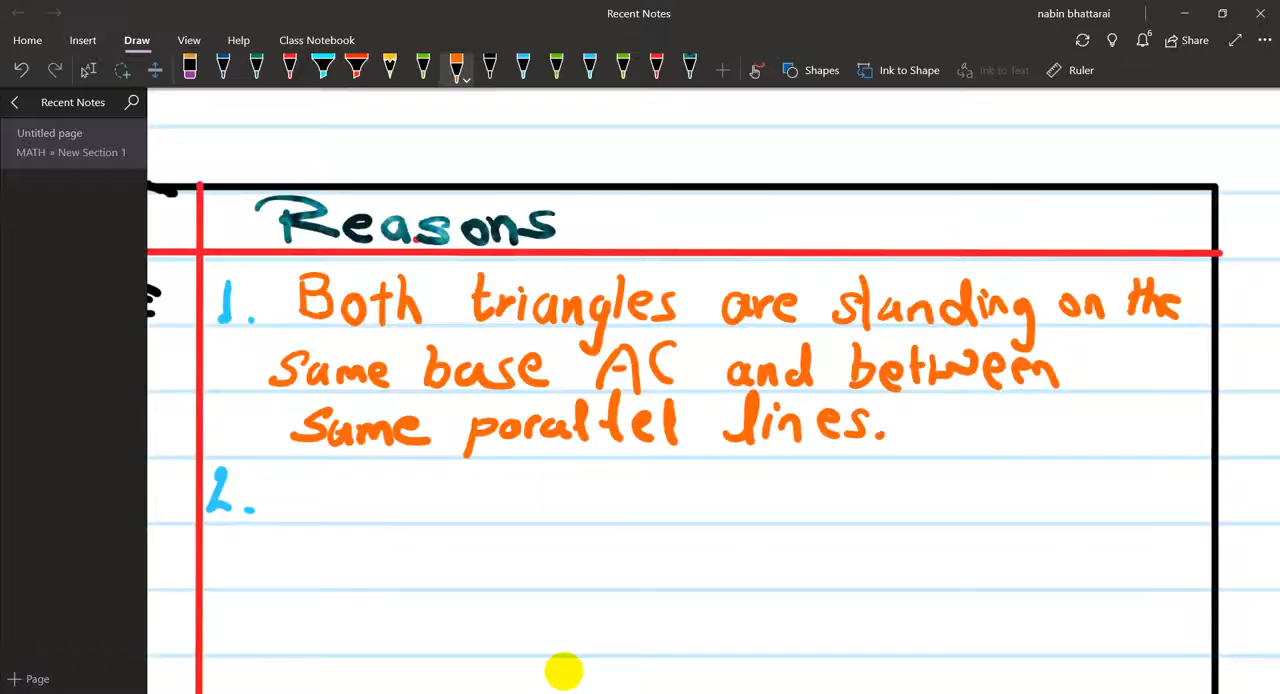 Recent Notes
nabin bhattarai
Home Insert Draw View Help Class Notebook
6
Share
Shapes Ink to Shape Ink to Text Ruler
Recent Notes
Untitled page
MATH » New Section 1
Reasons
1. Both triangles are standing on the
same base AC and between
same parallel lines.
2.
Page